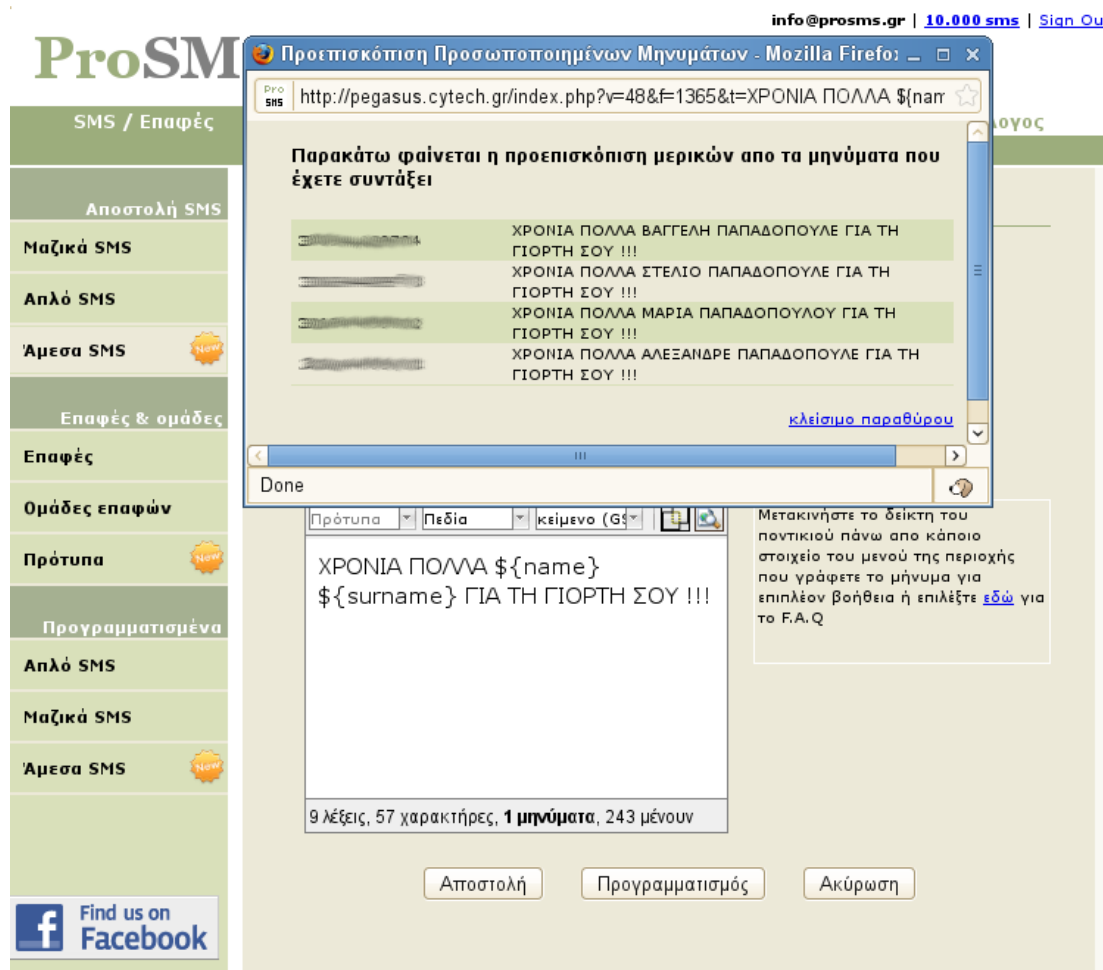 info@prosms.gr | 10.000 sms | Sign Ou
ProSM
Προεπισκόπιση Προσωποποιημένων Μηνυμάτων - Mozilla Firefo
Pro SMS http://pegasus.cytech.gr/index.php?v=48&f=1365&t=ΧΡΟΝΙΑ ΠΟΛΛΑ ${nam
SMS / Επαφές
λογος
Παρακάτω φαίνεται η προεπισκόπιση μερικών απο τα μηνύματα που
έχετε συντάξει
ΧΡΟΝΙΑ ΠΟΛΛΑ ΒΑΓΓΕΛΗ ΠΑΠΑΔΟΠΟΥΛΕ ΓΙΑ ΤΗ
ΓΙΟΡΤΗ ΣΟΥ !!!
ΧΡΟΝΙΑ ΠΟΛΛΑ ΣΤΕΛΙΟ ΠΑΠΑΔΟΠΟΥΛΕ ΓΙΑ ΤΗ
ΓΙΟΡΤΗ ΣΟΥ !!!
ΧΡΟΝΙΑ ΠΟΛΛΑ ΜΑΡΙΑ ΠΑΠΑΔΟΠΟΥΛΟΥ ΓΙΑ ΤΗ
ΓΙΟΡΤΗ ΣΟΥ !!!
ΧΡΟΝΙΑ ΠΟΛΛΑ ΑΛΕΞΑΝΔΡΕ ΠΑΠΑΔΟΠΟΥΛΕ ΓΙΑ ΤΗ
ΓΙΟΡΤΗ ΣΟΥ !!!
κλείσιμο παραθύρου
Done
Αποστολή SMS
Μαζικά SMS
Απλό SMS
Άμεσα SMS New
Επαφές & ομάδες
Επαφές
Ομάδες επαφών
Πρότυπα New
Προγραμματισμένα
Απλό SMS
Μαζικά SMS
Άμεσα SMS New
Find us on
Facebook
Πρότυπα Πεδία κείμενο (GS
ΧΡΟΝΙΑ ΠΟΛΛΑ ${name}
${surname} ΓΙΑ ΤΗ ΓΙΟΡΤΗ ΣΟΥ !!!
9 λέξεις, 57 χαρακτήρες, 1 μηνύματα, 243 μένουν
Μετακινήστε το δείκτη του
ποντικιού πάνω απο κάποιο
στοιχείο του μενού της περιοχής
που γράφετε το μήνυμα για
επιπλέον βοήθεια ή επιλέξτε εδώ για
το F.A.Q
Αποστολή Προγραμματισμός Ακύρωση